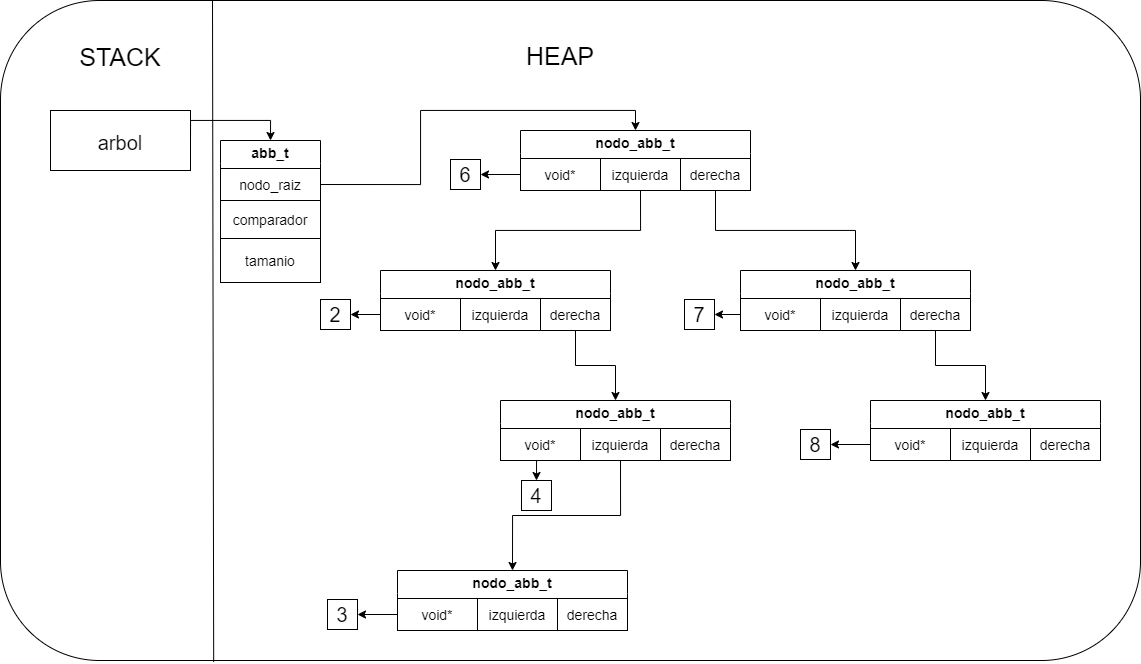 STACK
HEAP
arbol
abb_t
nodo_raiz
comparador
tamanio
nodo_abb_t
6
void* izquierda derecha
nodo_abb_t
2
void* izquierda derecha
nodo_abb_t
7
void* izquierda derecha
nodo_abb_t
void* izquierda derecha
4
nodo_abb_t
8
void* izquierda derecha
nodo_abb_t
3
void* izquierda derecha